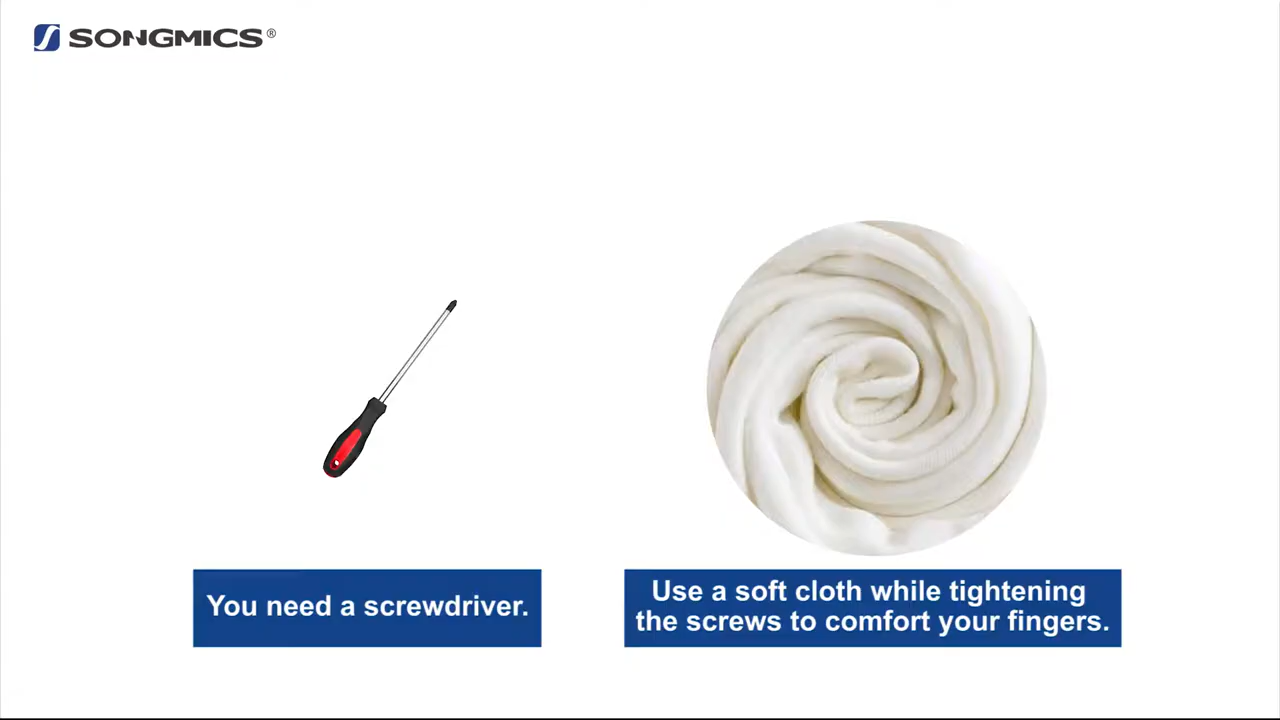 SONGMICS®
You need a screwdriver.
Use a soft cloth while tightening
the screws to comfort your fingers.